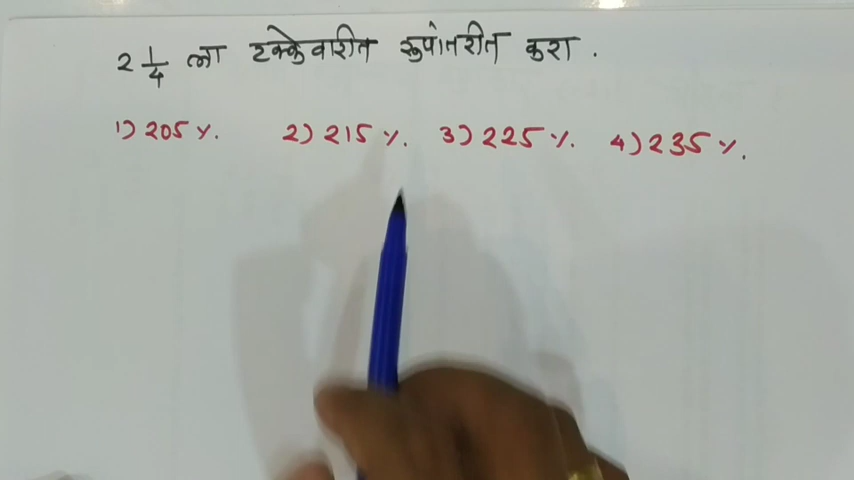 2 1/4 ला टक्केवारीत रुपांतरीत करा .
1) 205 %. 2) 215 %. 3) 225 %. 4) 235 %.